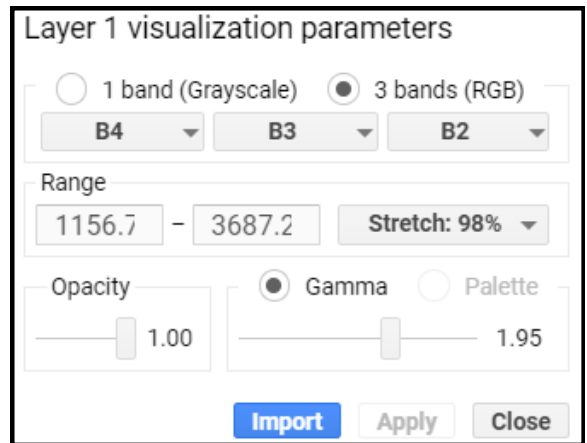 Layer 1 visualization parameters
1 band (Grayscale) 3 bands (RGB)
B4 B3 B2
Range
1156.7 – 3687.2 Stretch: 98%
Opacity Gamma Palette
1.00 1.95
Import Apply Close